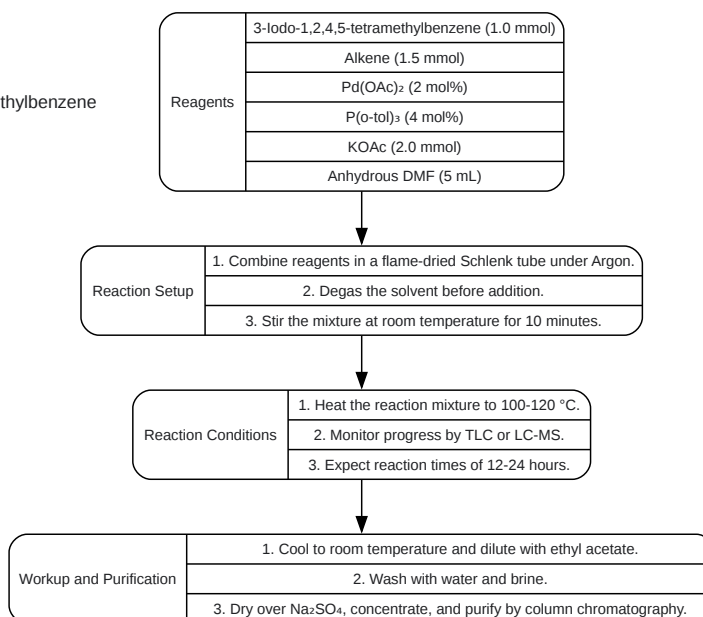 3-Iodo-1,2,4,5-tetramethylbenzene (1.0 mmol)
Alkene (1.5 mmol)
Pd(OAc)₂ (2 mol%)
thylbenzene
Reagents
P(o-tol)₃ (4 mol%)
KOAc (2.0 mmol)
Anhydrous DMF (5 mL)
Reaction Setup
1. Combine reagents in a flame-dried Schlenk tube under Argon.
2. Degas the solvent before addition.
3. Stir the mixture at room temperature for 10 minutes.
Reaction Conditions
1. Heat the reaction mixture to 100-120 °C.
2. Monitor progress by TLC or LC-MS.
3. Expect reaction times of 12-24 hours.
Workup and Purification
1. Cool to room temperature and dilute with ethyl acetate.
2. Wash with water and brine.
3. Dry over Na₂SO₄, concentrate, and purify by column chromatography.